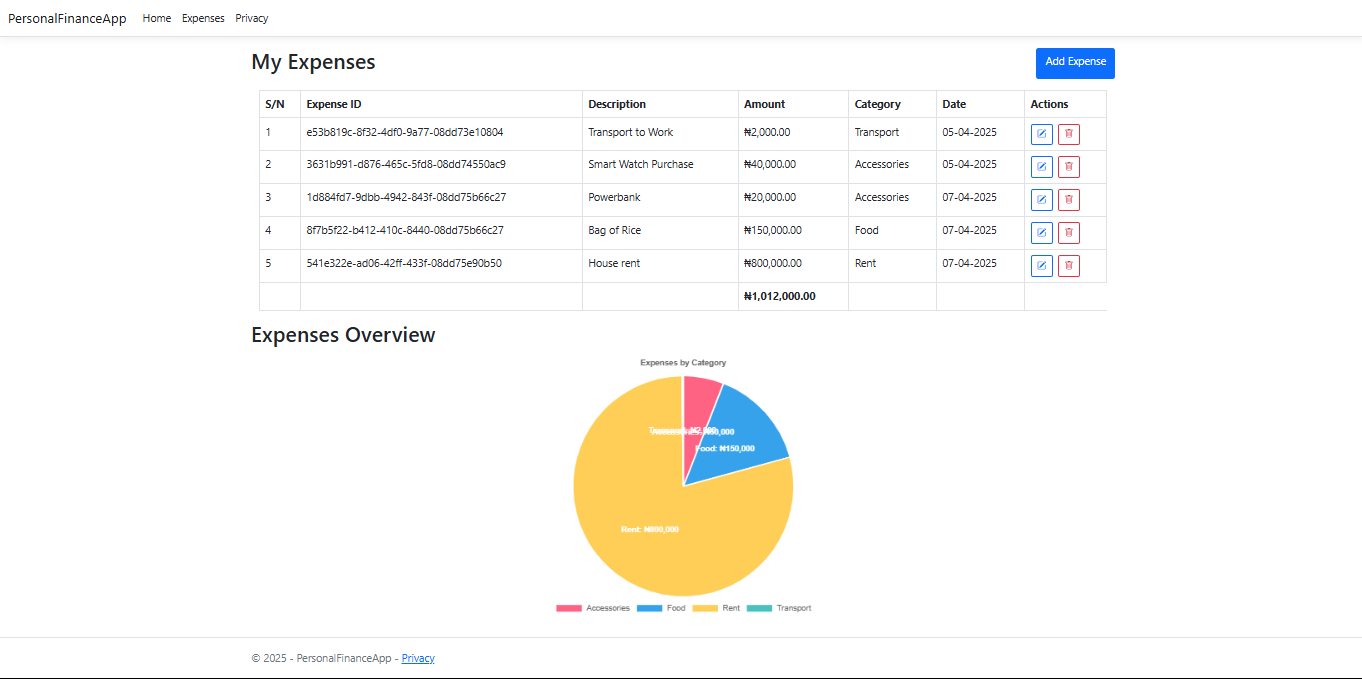 PersonalFinanceApp Home Expenses Privacy
My Expenses
Add Expense
S/N Expense ID Description Amount Category Date Actions
1 e53b819c-8f32-4df0-9a77-08dd73e10804 Transport to Work ₦2,000.00 Transport 05-04-2025
2 3631b991-d876-465c-5fd8-08dd74550ac9 Smart Watch Purchase ₦40,000.00 Accessories 05-04-2025
3 1d884fd7-9dbb-4942-843f-08dd75b66c27 Powerbank ₦20,000.00 Accessories 07-04-2025
4 8f7b5f22-b412-410c-8440-08dd75b66c27 Bag of Rice ₦150,000.00 Food 07-04-2025
5 541e322e-ad06-42ff-433f-08dd75e90b50 House rent ₦800,000.00 Rent 07-04-2025
₦1,012,000.00
Expenses Overview
Expenses by Category
Food: ₦150,000
Rent: ₦800,000
Accessories Food Rent Transport
© 2025 - PersonalFinanceApp - Privacy